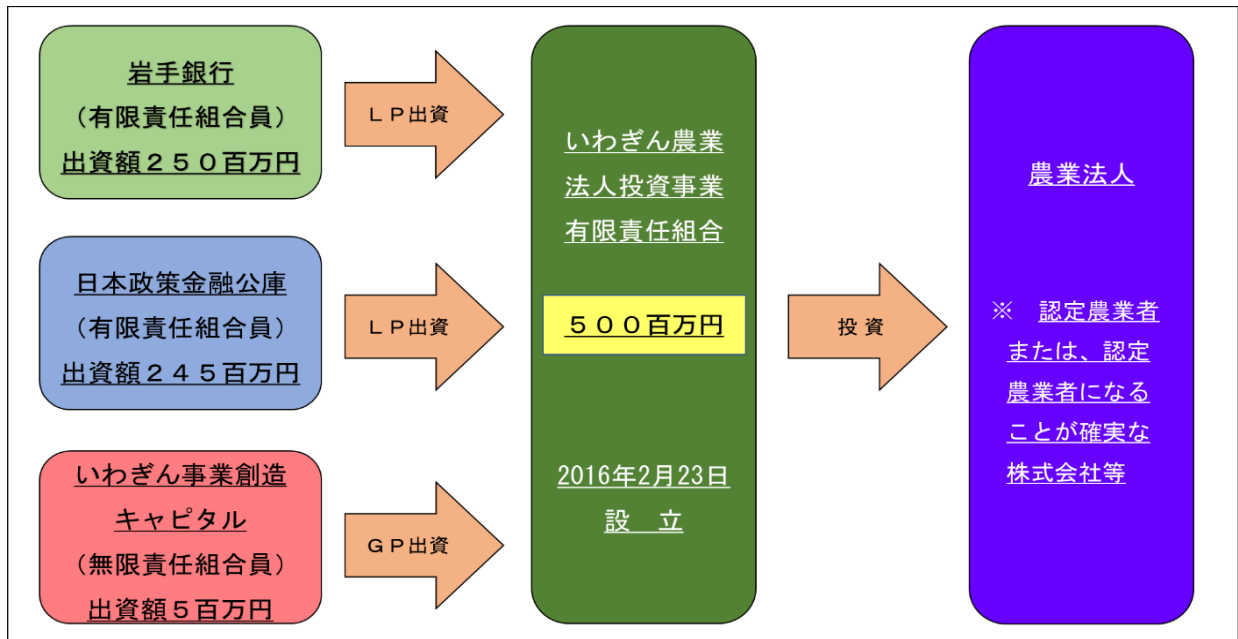 岩手銀行
（有限責任組合員）
出資額２５０百万円
ＬＰ出資
日本政策金融公庫
（有限責任組合員）
出資額２４５百万円
ＬＰ出資
いわぎん事業創造
キャピタル
（無限責任組合員）
出資額５百万円
ＧＰ出資
いわぎん農業
法人投資事業
有限責任組合
５００百万円
2016年2月23日
設　立
投 資
農業法人
※　認定農業者
または、認定
農業者になる
ことが確実な
株式会社等